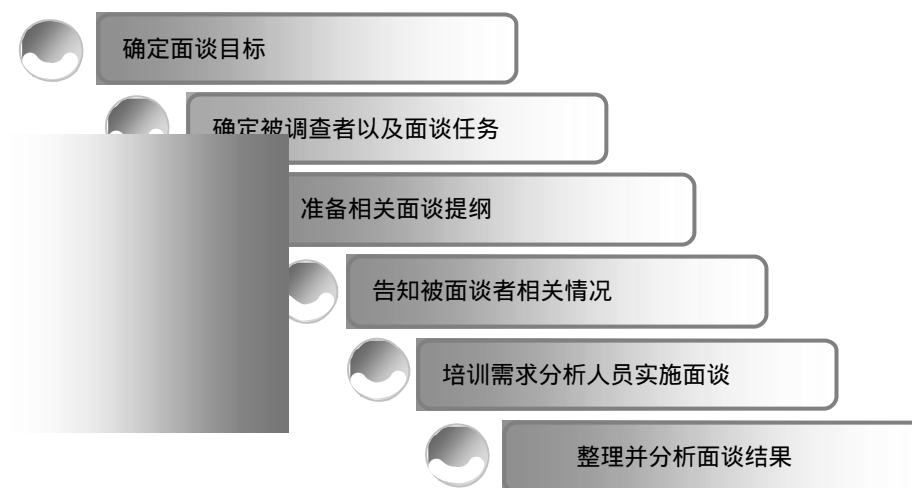 确定面谈目标
确定被调查者以及面谈任务
准备相关面谈提纲
告知被面谈者相关情况
培训需求分析人员实施面谈
整理并分析面谈结果